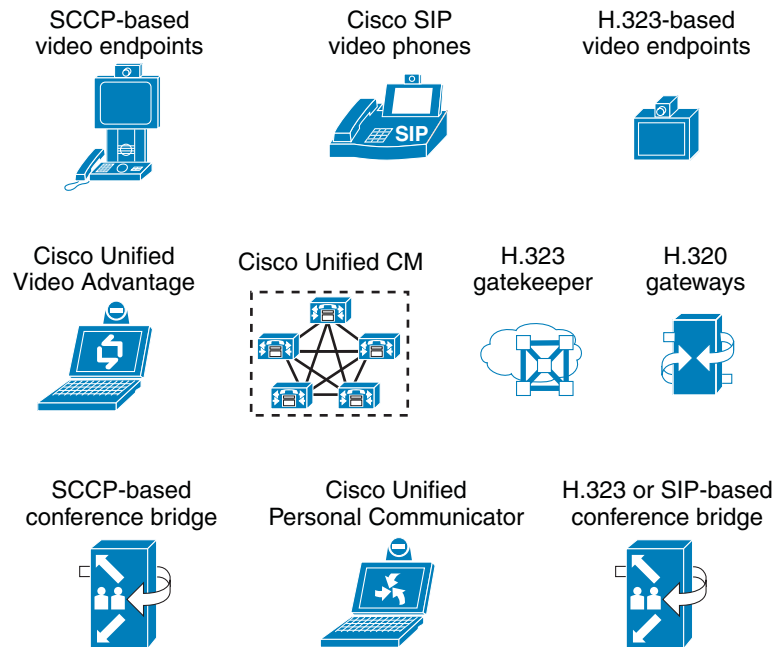 SCCP-based
video endpoints
Cisco SIP
video phones
H.323-based
video endpoints
SIP
Cisco Unified
Video Advantage
Cisco Unified CM
H.323
gatekeeper
H.320
gateways
SCCP-based
conference bridge
Cisco Unified
Personal Communicator
H.323 or SIP-based
conference bridge